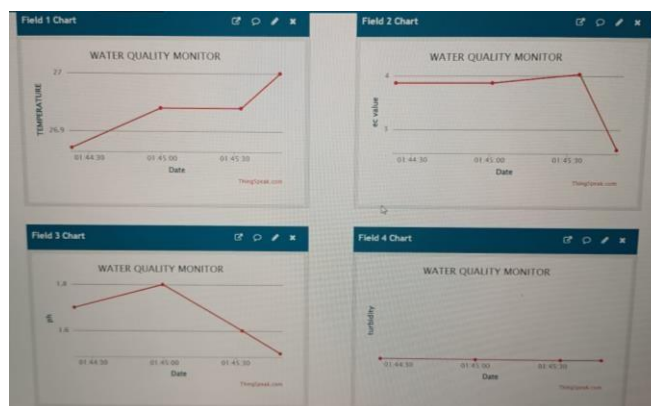 Field 1 Chart
WATER QUALITY MONITOR
27
TEMPERATURE
26.9
01:44:30 01:45:00 01:45:30
Date
ThingSpeak.com
Field 2 Chart
WATER QUALITY MONITOR
4
ec value
3
01:44:30 01:45:00 01:45:30
Date
ThingSpeak.com
Field 3 Chart
WATER QUALITY MONITOR
1.8
ph
1.6
01:44:30 01:45:00 01:45:30
Date
ThingSpeak.com
Field 4 Chart
WATER QUALITY MONITOR
turbidity
01:44:30 01:45:00 01:45:30
Date
ThingSpeak.com